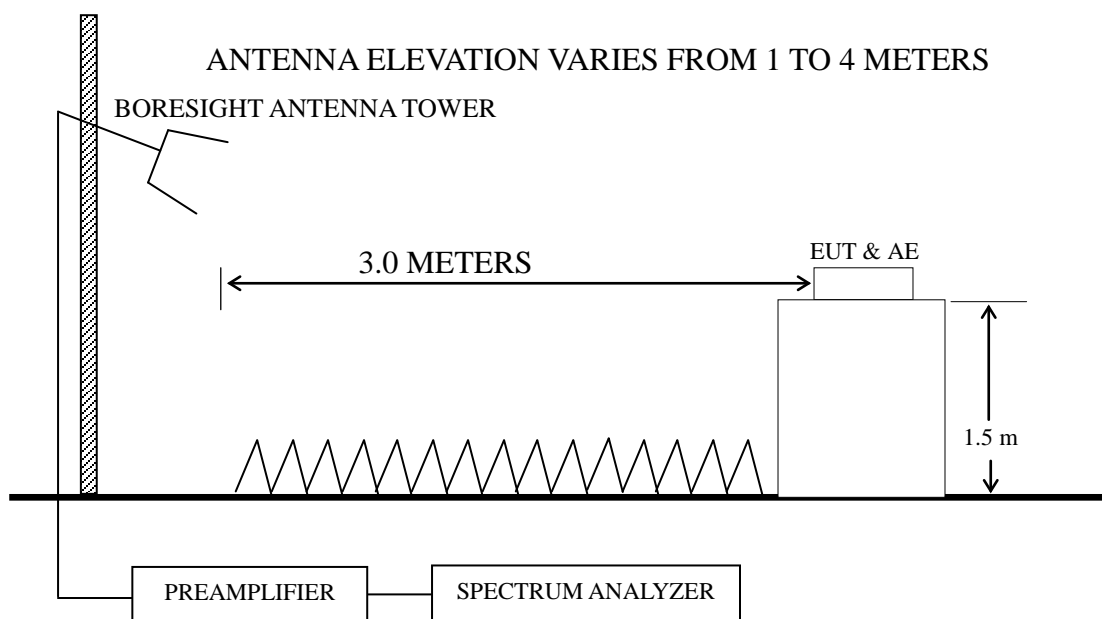 ANTENNA ELEVATION VARIES FROM 1 TO 4 METERS
BORESIGHT ANTENNA TOWER
EUT & AE
3.0 METERS
1.5 m
PREAMPLIFIER
SPECTRUM ANALYZER